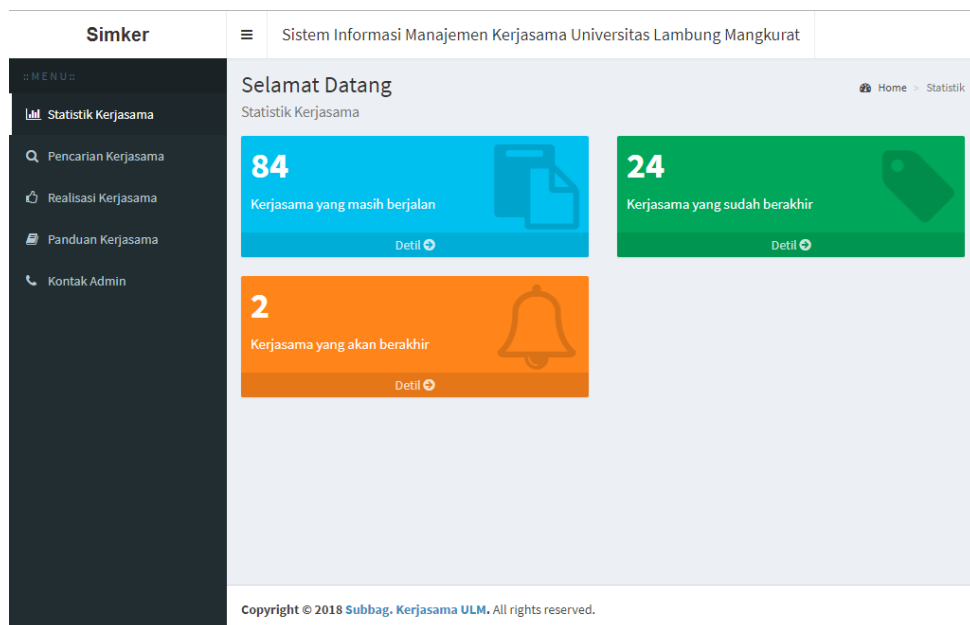 Simker
Sistem Informasi Manajemen Kerjasama Universitas Lambung Mangkurat
::MENU::
Statistik Kerjasama
Pencarian Kerjasama
Realisasi Kerjasama
Panduan Kerjasama
Kontak Admin
Selamat Datang
Statistik Kerjasama
Home > Statistik
84
Kerjasama yang masih berjalan
Detil
24
Kerjasama yang sudah berakhir
Detil
2
Kerjasama yang akan berakhir
Detil
Copyright © 2018 Subbag. Kerjasama ULM. All rights reserved.